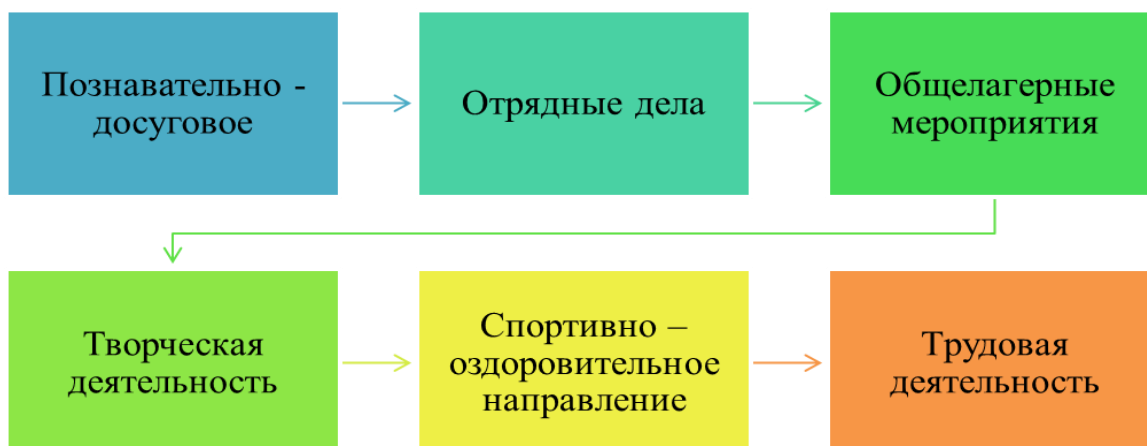 Познавательно -
досуговое
Отрядные дела
Общелагерные
мероприятия
Творческая
деятельность
Спортивно –
оздоровительное
направление
Трудовая
деятельность